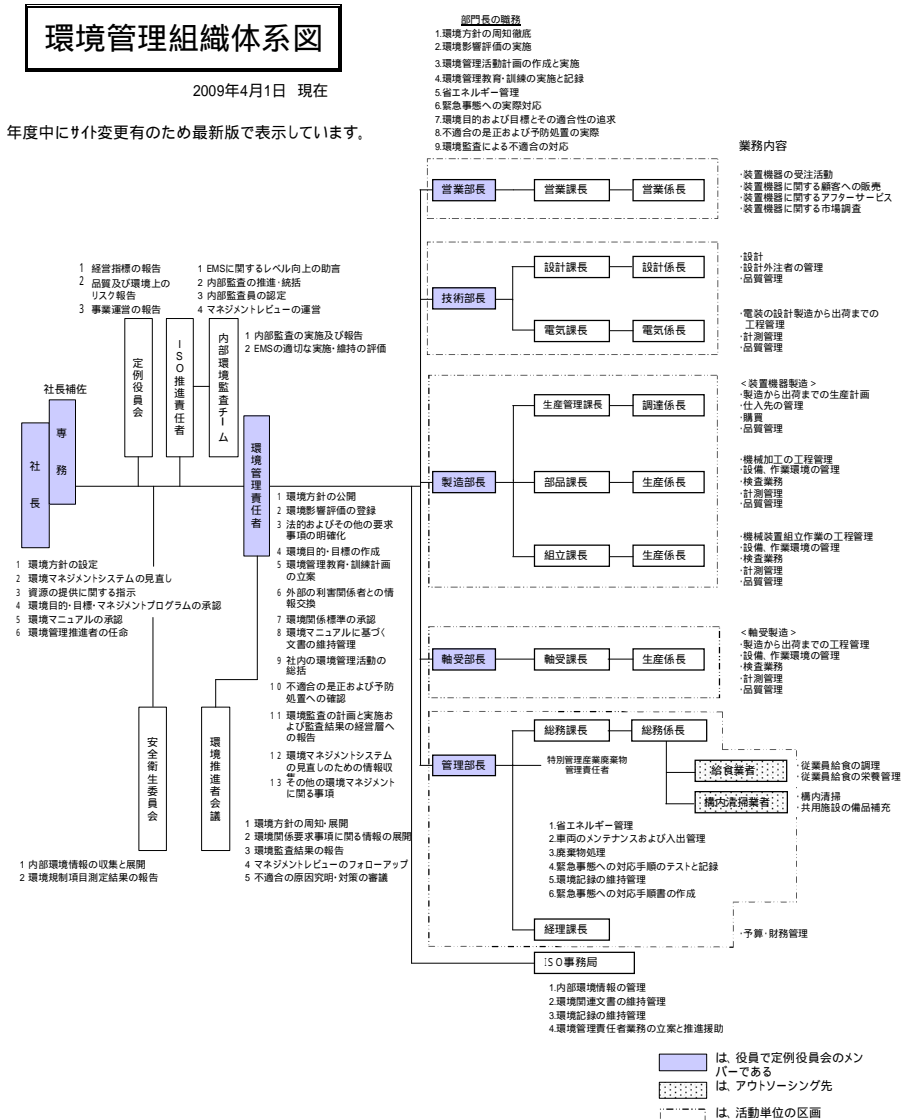 環境管理組織体系図
2009年4月1日 現在
年度中にサイト変更有のため最新版で表示しています。
部門長の職務
1.環境方針の周知徹底
2.環境影響評価の実施
3.環境管理活動計画の作成と実施
4.環境管理教育・訓練の実施と記録
5.省エネルギー管理
6.緊急事態への実際対応
7.環境目的および目標とその適合性の追求
8.不適合の是正および予防処置の実際
9.環境監査による不適合の対応
業務内容
営業部長
営業課長
営業係長
・装置機器の受注活動
・装置機器に関する顧客への販売
・装置機器に関するアフターサービス
・装置機器に関する市場調査
技術部長
設計課長
設計係長
・設計
・設計外注者の管理
・品質管理
電気課長
電気係長
・電装の設計製造から出荷までの
工程管理
・計測管理
・品質管理
1 経営指標の報告
2 品質及び環境上の
リスク報告
3 事業運営の報告
1 EMSに関するレベル向上の助言
2 内部監査の推進・統括
3 内部監査員の認定
4 マネジメントレビューの運営
1 内部監査の実施及び報告
2 EMSの適切な実施・維持の評価
定例役員会
ISO推進責任者
内部環境監査チーム
社長補佐
社長
専務
環境管理責任者
製造部長
生産管理課長
調達係長
<装置機器製造>
・製造から出荷までの生産計画
・仕入先の管理
・購買
・品質管理
部品課長
生産係長
・機械加工の工程管理
・設備、作業環境の管理
・検査業務
・計測管理
・品質管理
組立課長
生産係長
・機械装置組立作業の工程管理
・設備、作業環境の管理
・検査業務
・計測管理
・品質管理
1 環境方針の設定
2 環境マネジメントシステムの見直し
3 資源の提供に関する指示
4 環境目的・目標・マネジメントプログラムの承認
5 環境マニュアルの承認
6 環境管理推進者の任命
1 環境方針の公開
2 環境影響評価の登録
3 法的およびその他の要求
事項の明確化
4 環境目的・目標の作成
5 環境管理教育・訓練計画
の立案
6 外部の利害関係者との情
報交換
7 環境関係標準の承認
8 環境マニュアルに基づく
文書の維持管理
9 社内の環境管理活動の
総括
10 不適合の是正および予防
処置への確認
11 環境監査の計画と実施お
よび監査結果の経営層へ
の報告
12 環境マネジメントシステム
の見直しのための情報収
集
13 その他の環境マネジメント
に関する事項
軸受部長
軸受課長
生産係長
<軸受製造>
・製造から出荷までの工程管理
・設備、作業環境の管理
・検査業務
・計測管理
・品質管理
安全衛生委員会
環境推進者会議
1 内部環境情報の収集と展開
2 環境規制項目測定結果の報告
1 環境方針の周知・展開
2 環境関係要求事項に関する情報の展開
3 環境監査結果の報告
4 マネジメントレビューのフォローアップ
5 不適合の原因究明・対策の審議
管理部長
総務課長
総務係長
特別管理産業廃棄物
管理責任者
給食業者
・従業員給食の調理
・従業員給食の栄養管理
構内清掃業者
・構内清掃
・共用施設の備品補充
1.省エネルギー管理
2.車両のメンテナンスおよび入出管理
3.廃棄物処理
4.緊急事態への対応手順のテストと記録
5.環境記録の維持管理
6.緊急事態への対応手順書の作成
経理課長
・予算・財務管理
ISO事務局
1.内部環境情報の管理
2.環境関連文書の維持管理
3.環境記録の維持管理
4.環境管理責任者業務の立案と推進援助
は、役員で定例役員会のメン
バーである
は、アウトソーシング先
は、活動単位の区画